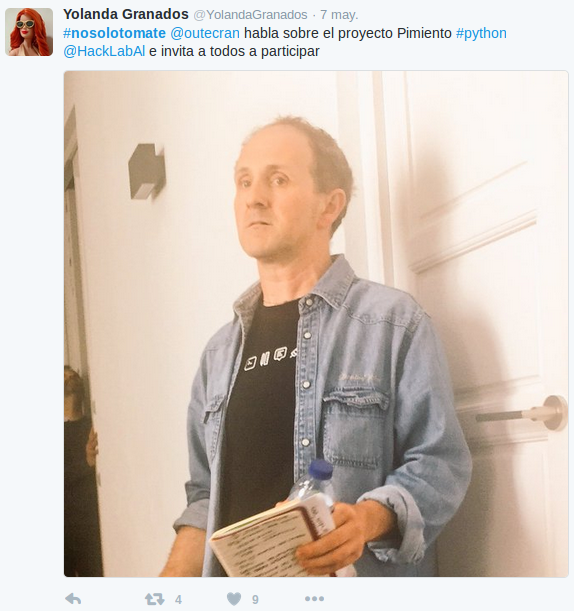 Yolanda Granados @YolandaGranados · 7 may.
#nosolotomate @outecran habla sobre el proyecto Pimiento #python
@HackLabAl e invita a todos a participar
4 9